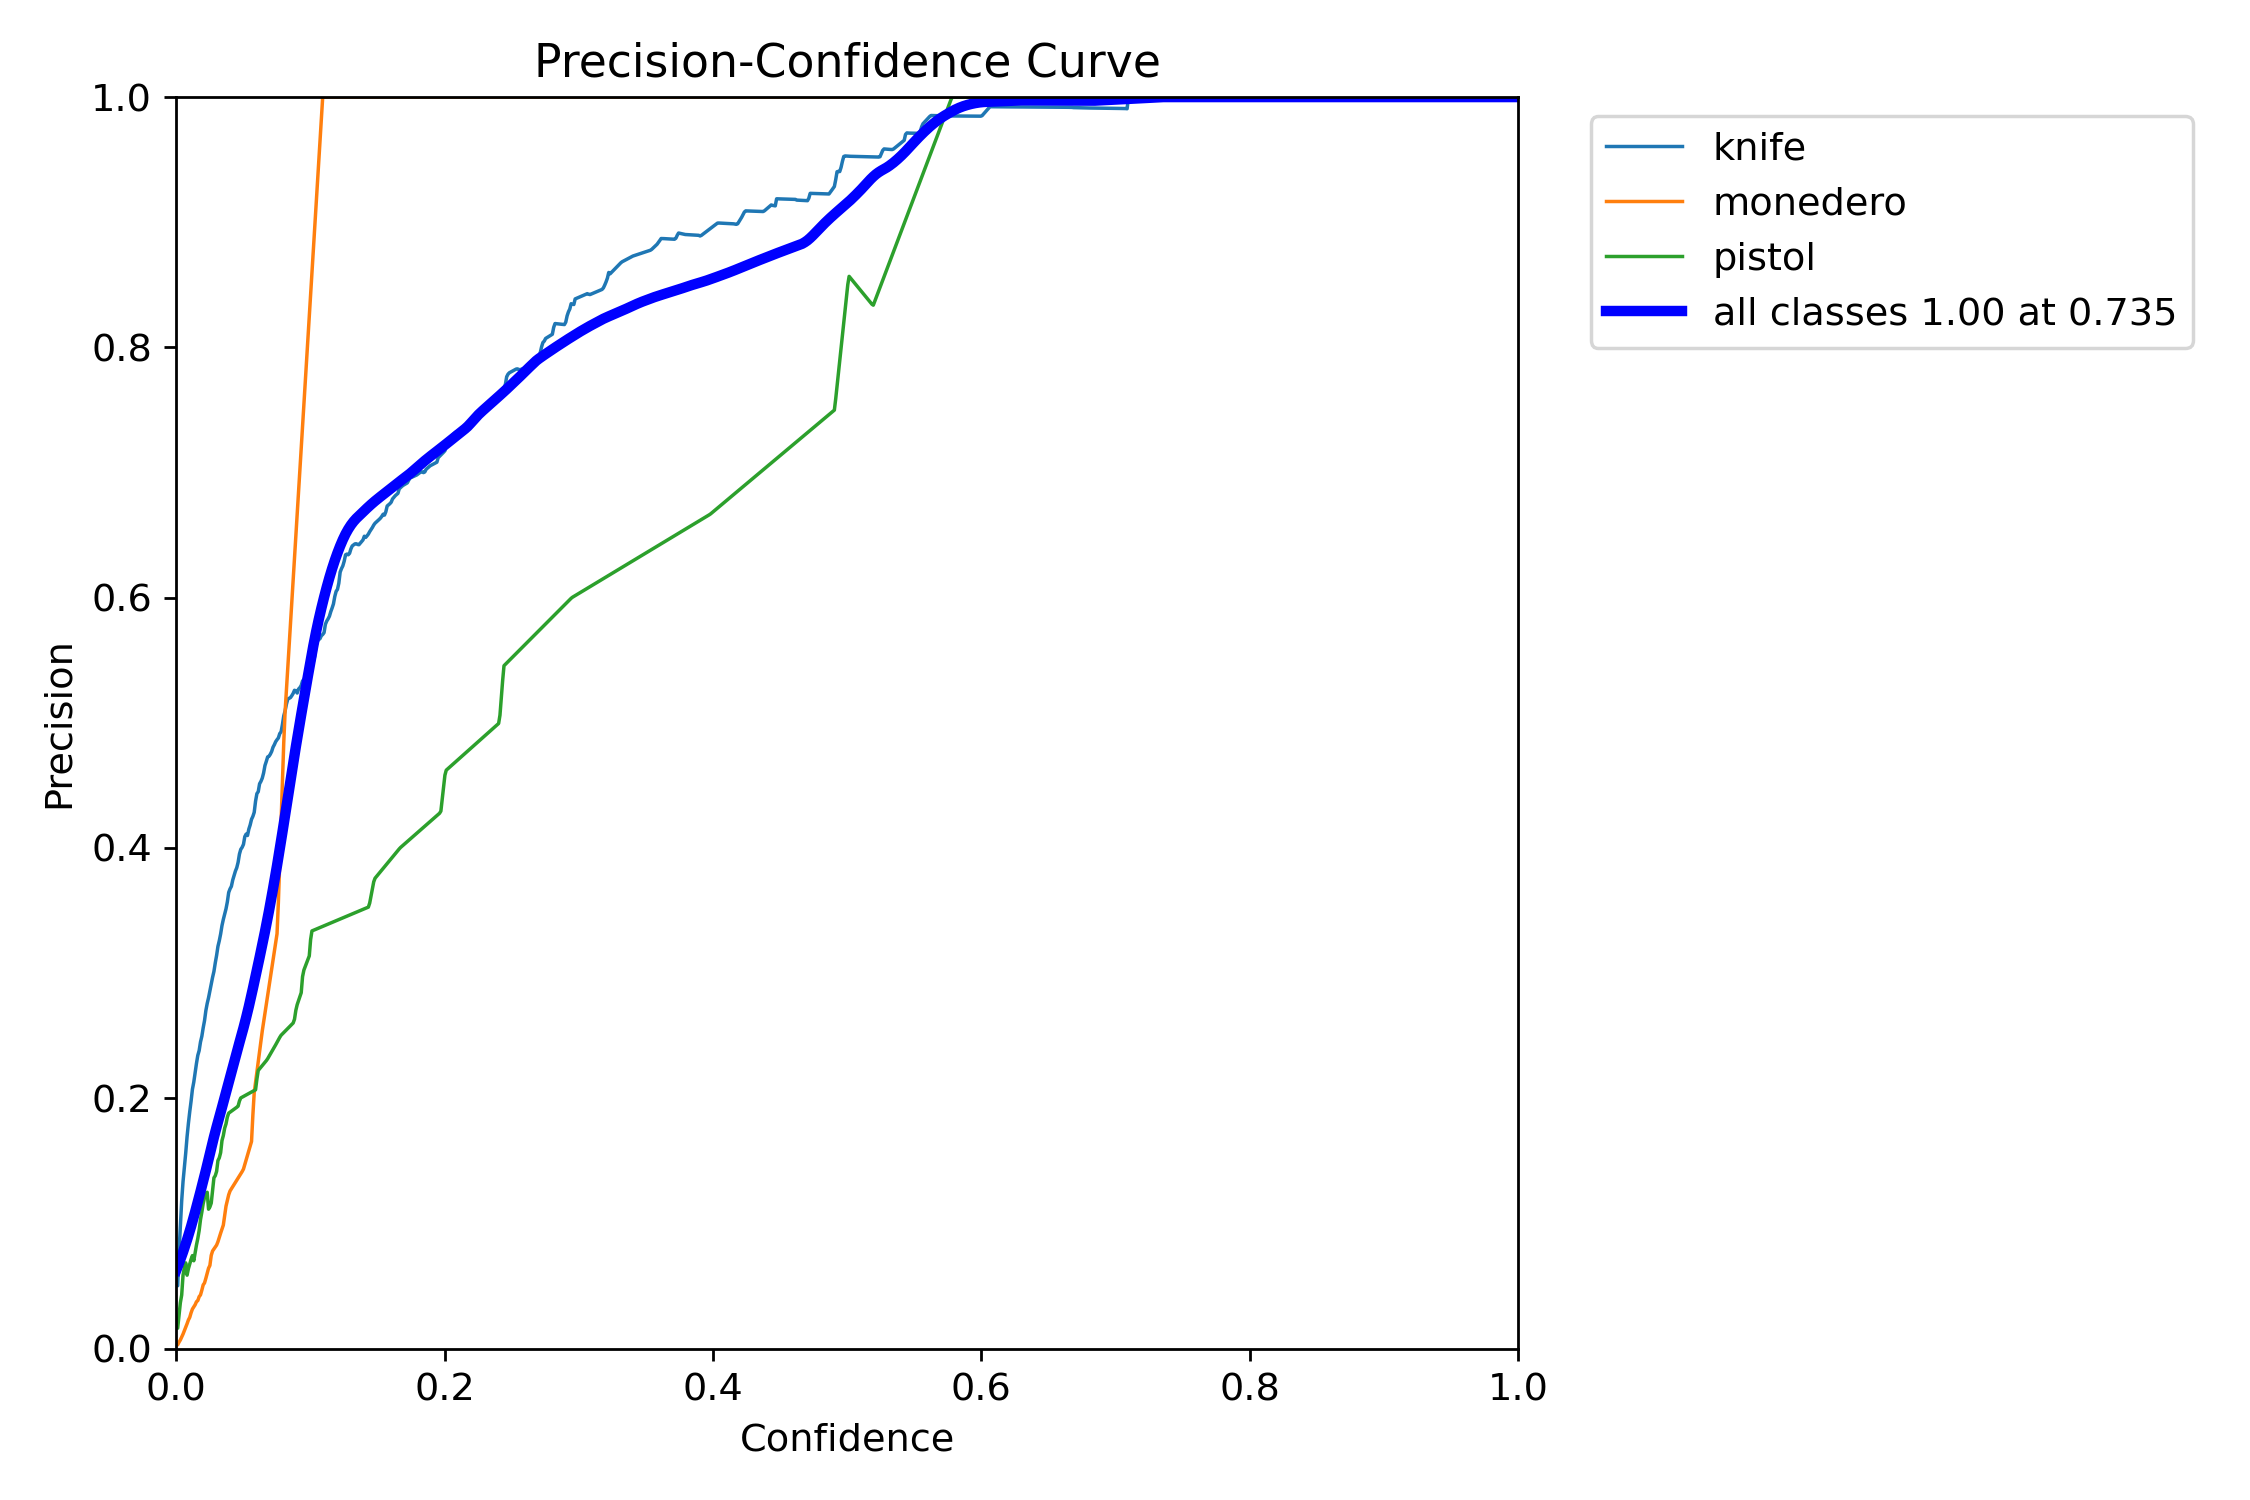 Precision-Confidence Curve
1.0
0.8
0.6
0.4
0.2
0.0
Precision
0.0 0.2 0.4 0.6 0.8 1.0
Confidence
knife
monedero
pistol
all classes 1.00 at 0.735